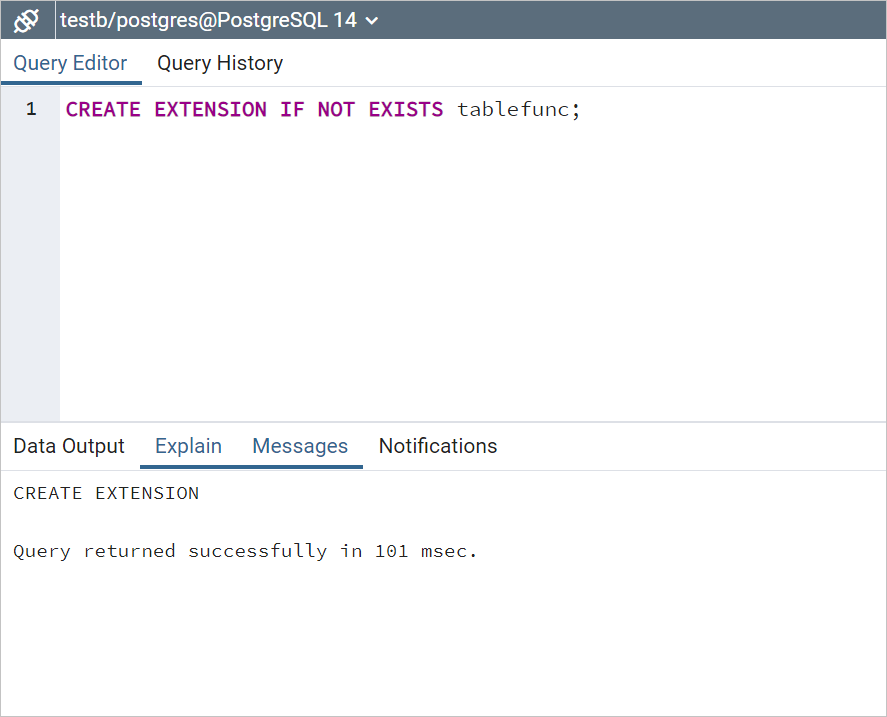 testb/postgres@PostgreSQL 14
Query Editor Query History
1 CREATE EXTENSION IF NOT EXISTS tablefunc;
Data Output Explain Messages Notifications
CREATE EXTENSION
Query returned successfully in 101 msec.